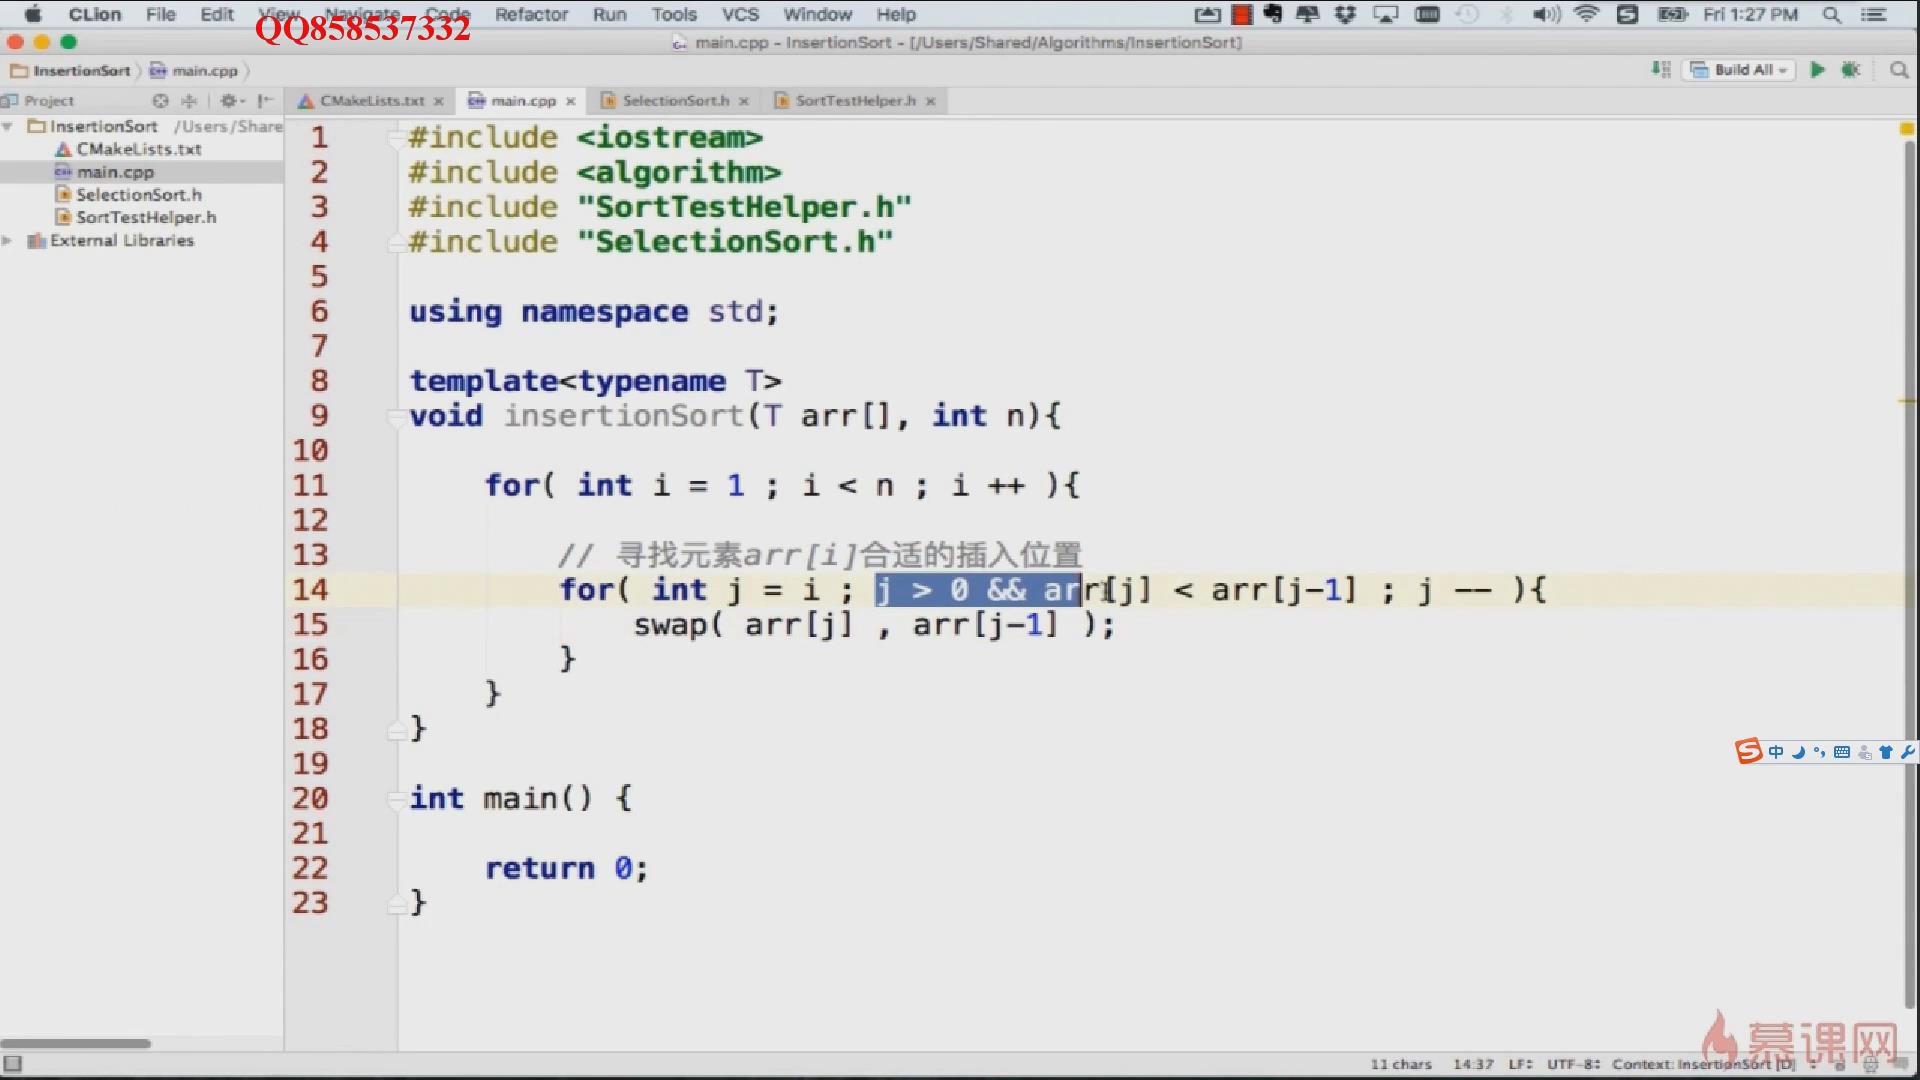 CLion File Edit View Navigate Code Refactor Run Tools VCS Window Help Fri 1:27 PM
QQ858537332
main.cpp - InsertionSort - [/Users/Shared/Algorithms/InsertionSort]
InsertionSort main.cpp Build All
Project CMakeLists.txt main.cpp SelectionSort.h SortTestHelper.h
InsertionSort /Users/Share
CMakeLists.txt
main.cpp
SelectionSort.h
SortTestHelper.h
External Libraries
1 #include <iostream>
2 #include <algorithm>
3 #include "SortTestHelper.h"
4 #include "SelectionSort.h"
5
6 using namespace std;
7
8 template<typename T>
9 void insertionSort(T arr[], int n){
10
11 for( int i = 1 ; i < n ; i ++ ){
12
13 // 寻找元素arr[i]合适的插入位置
14 for( int j = i ; j > 0 && arr[j] < arr[j-1] ; j -- ){
15 swap( arr[j] , arr[j-1] );
16 }
17 }
18 }
19
20 int main() {
21
22 return 0;
23 }
中
慕课网
11 chars 14:37 LF: UTF-8: Context: InsertionSort [D]